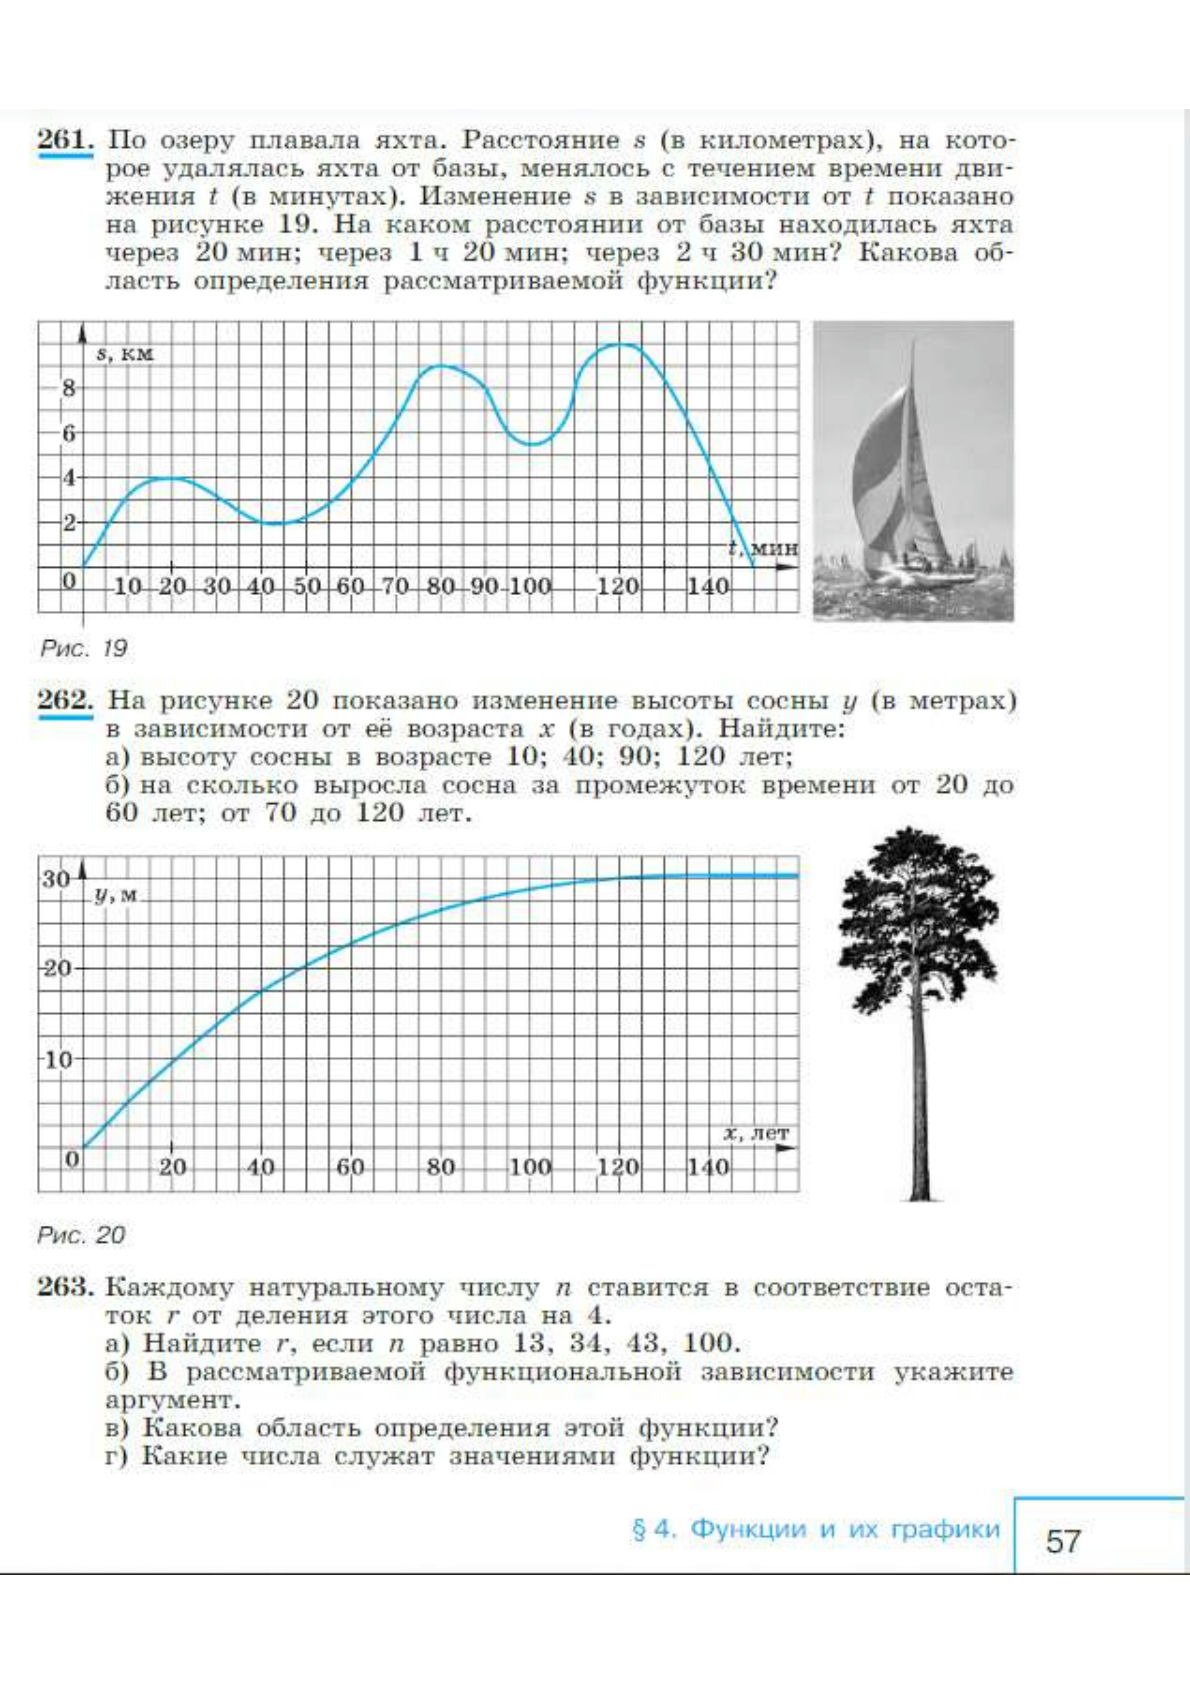 261. По озеру плавала яхта. Расстояние s (в километрах), на кото-
рое удалялась яхта от базы, менялось с течением времени дви-
жения t (в минутах). Изменение s в зависимости от t показано
на рисунке 19. На каком расстоянии от базы находилась яхта
через 20 мин; через 1 ч 20 мин; через 2 ч 30 мин? Какова об-
ласть определения рассматриваемой функции?
s, км
8
6
4
2
t, мин
0 10 20 30 40 50 60 70 80 90 100 120 140
Рис. 19
262. На рисунке 20 показано изменение высоты сосны y (в метрах)
в зависимости от её возраста x (в годах). Найдите:
а) высоту сосны в возрасте 10; 40; 90; 120 лет;
б) на сколько выросла сосна за промежуток времени от 20 до
60 лет; от 70 до 120 лет.
30
y, м
20
10
x, лет
0 20 40 60 80 100 120 140
Рис. 20
263. Каждому натуральному числу n ставится в соответствие оста-
ток r от деления этого числа на 4.
а) Найдите r, если n равно 13, 34, 43, 100.
б) В рассматриваемой функциональной зависимости укажите
аргумент.
в) Какова область определения этой функции?
г) Какие числа служат значениями функции?
§ 4. Функции и их графики 57